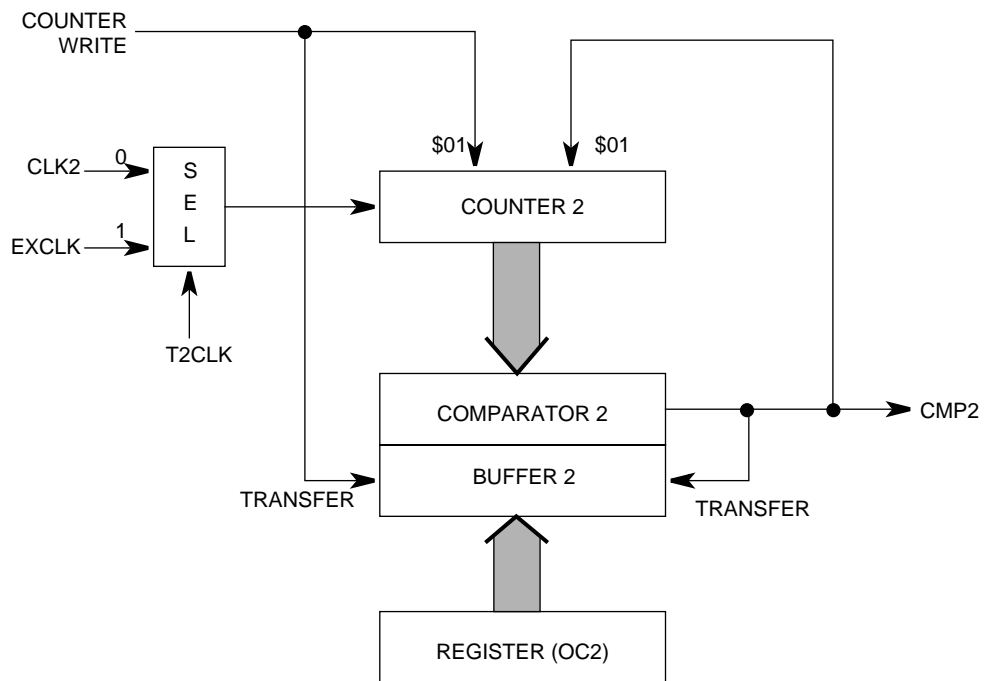 COUNTER
WRITE
$01
$01
CLK2
0
S
E
L
EXCLK
1
COUNTER 2
T2CLK
COMPARATOR 2
CMP2
BUFFER 2
TRANSFER
TRANSFER
REGISTER (OC2)